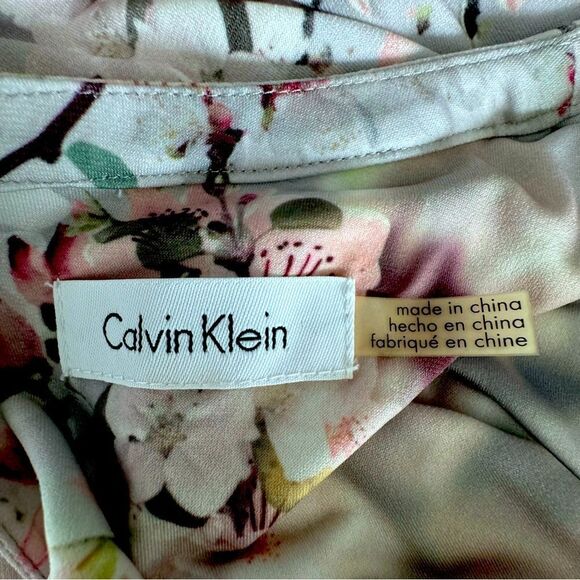 Calvin Klein
made in china
hecho en china
fabriqué en chine